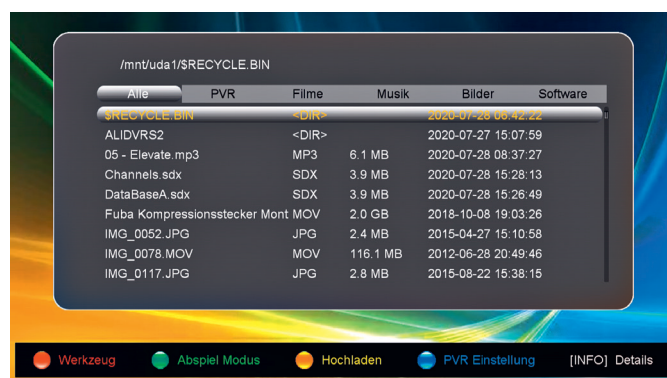 /mnt/uda1/$RECYCLE.BIN
Alle PVR Filme Musik Bilder Software
$RECYCLE.BIN <DIR> 2020-07-28 06:42:22
ALIDVRS2 <DIR> 2020-07-27 15:07:59
05 - Elevate.mp3 MP3 6.1 MB 2020-07-28 08:37:27
Channels.sdx SDX 3.9 MB 2020-07-28 15:28:13
DataBaseA.sdx SDX 3.9 MB 2020-07-28 15:26:49
Fuba Kompressionsstecker Mont MOV 2.0 GB 2018-10-08 19:03:26
IMG_0052.JPG JPG 2.4 MB 2015-04-27 15:10:58
IMG_0078.MOV MOV 116.1 MB 2012-06-28 20:49:46
IMG_0117.JPG JPG 2.8 MB 2015-08-22 15:38:15
Werkzeug Abspiel Modus Hochladen PVR Einstellung [INFO] Details